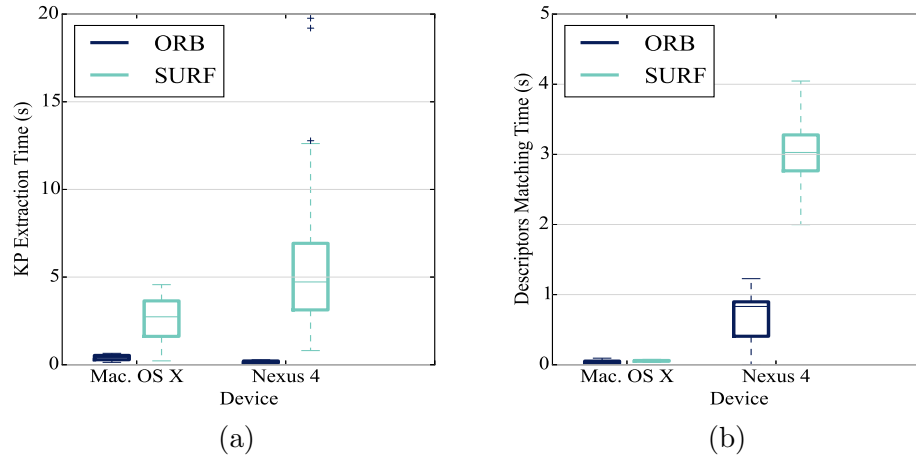 20
15
10
5
0
KP Extraction Time (s)
ORB
SURF
Mac. OS X
Nexus 4
Device
(a)
5
4
3
2
1
0
Descriptors Matching Time (s)
ORB
SURF
Mac. OS X
Nexus 4
Device
(b)